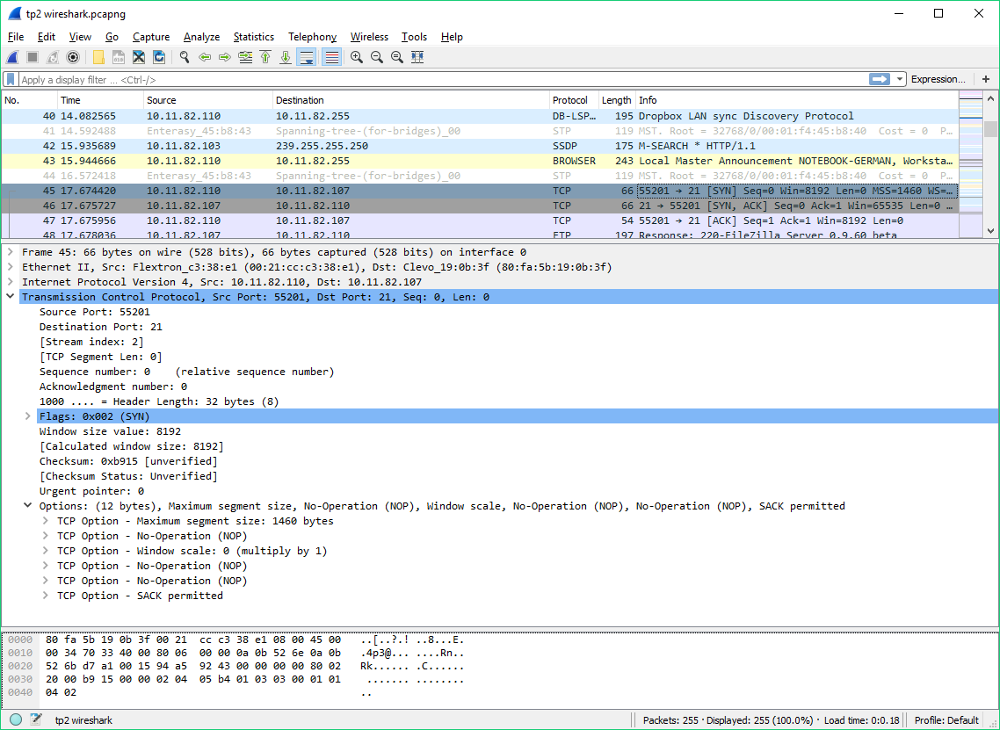 tp2 wireshark.pcapng
File Edit View Go Capture Analyze Statistics Telephony Wireless Tools Help
Apply a display filter ... <Ctrl-/> Expression... +
No. Time Source Destination Protocol Length Info
40 14.082565 10.11.82.110 10.11.82.255 DB-LSP… 195 Dropbox LAN sync Discovery Protocol
41 14.592488 Enterasy_45:b8:43 Spanning-tree-(for-bridges)_00 STP 119 MST. Root = 32768/0/00:01:f4:45:b8:40 Cost = 0 P…
42 15.935689 10.11.82.103 239.255.255.250 SSDP 175 M-SEARCH * HTTP/1.1
43 15.944666 10.11.82.110 10.11.82.255 BROWSER 243 Local Master Announcement NOTEBOOK-GERMAN, Worksta…
44 16.572418 Enterasy_45:b8:43 Spanning-tree-(for-bridges)_00 STP 119 MST. Root = 32768/0/00:01:f4:45:b8:40 Cost = 0 P…
45 17.674420 10.11.82.110 10.11.82.107 TCP 66 55201 → 21 [SYN] Seq=0 Win=8192 Len=0 MSS=1460 WS=…
46 17.675727 10.11.82.107 10.11.82.110 TCP 66 21 → 55201 [SYN, ACK] Seq=0 Ack=1 Win=65535 Len=0 …
47 17.675956 10.11.82.110 10.11.82.107 TCP 54 55201 → 21 [ACK] Seq=1 Ack=1 Win=8192 Len=0
48 17.678036 10.11.82.107 10.11.82.110 FTP 197 Response: 220-FileZilla Server 0.9.60 beta
Frame 45: 66 bytes on wire (528 bits), 66 bytes captured (528 bits) on interface 0
Ethernet II, Src: Flextron_c3:38:e1 (00:21:cc:c3:38:e1), Dst: Clevo_19:0b:3f (80:fa:5b:19:0b:3f)
Internet Protocol Version 4, Src: 10.11.82.110, Dst: 10.11.82.107
Transmission Control Protocol, Src Port: 55201, Dst Port: 21, Seq: 0, Len: 0
Source Port: 55201
Destination Port: 21
[Stream index: 2]
[TCP Segment Len: 0]
Sequence number: 0 (relative sequence number)
Acknowledgment number: 0
1000 .... = Header Length: 32 bytes (8)
Flags: 0x002 (SYN)
Window size value: 8192
[Calculated window size: 8192]
Checksum: 0xb915 [unverified]
[Checksum Status: Unverified]
Urgent pointer: 0
Options: (12 bytes), Maximum segment size, No-Operation (NOP), Window scale, No-Operation (NOP), No-Operation (NOP), SACK permitted
TCP Option - Maximum segment size: 1460 bytes
TCP Option - No-Operation (NOP)
TCP Option - Window scale: 0 (multiply by 1)
TCP Option - No-Operation (NOP)
TCP Option - No-Operation (NOP)
TCP Option - SACK permitted
0000 80 fa 5b 19 0b 3f 00 21 cc c3 38 e1 08 00 45 00 ..[..?.! ..8...E.
0010 00 34 70 33 40 00 80 06 00 00 0a 0b 52 6e 0a 0b .4p3@... ....Rn..
0020 52 6b d7 a1 00 15 94 a5 92 43 00 00 00 00 80 02 Rk...... .C......
0030 20 00 b9 15 00 00 02 04 05 b4 01 03 03 00 01 01 ....... ........
0040 04 02 ..
tp2 wireshark Packets: 255 · Displayed: 255 (100.0%) · Load time: 0:0.18 Profile: Default